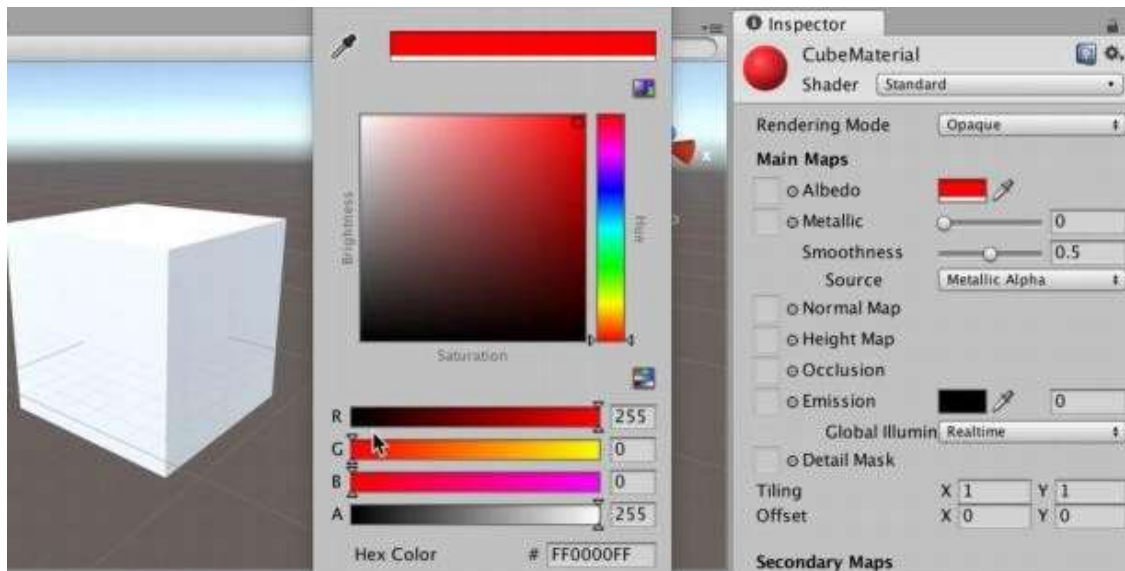 Inspector
CubeMaterial
Shader Standard
Rendering Mode Opaque
Main Maps
Albedo
Metallic 0
Smoothness 0.5
Source Metallic Alpha
Normal Map
Height Map
Occlusion
Emission 0
Global Illumin Realtime
Detail Mask
Tiling X 1 Y 1
Offset X 0 Y 0
Secondary Maps
Brightness
Hue
Saturation
R 255
G 0
B 0
A 255
Hex Color # FF0000FF
x